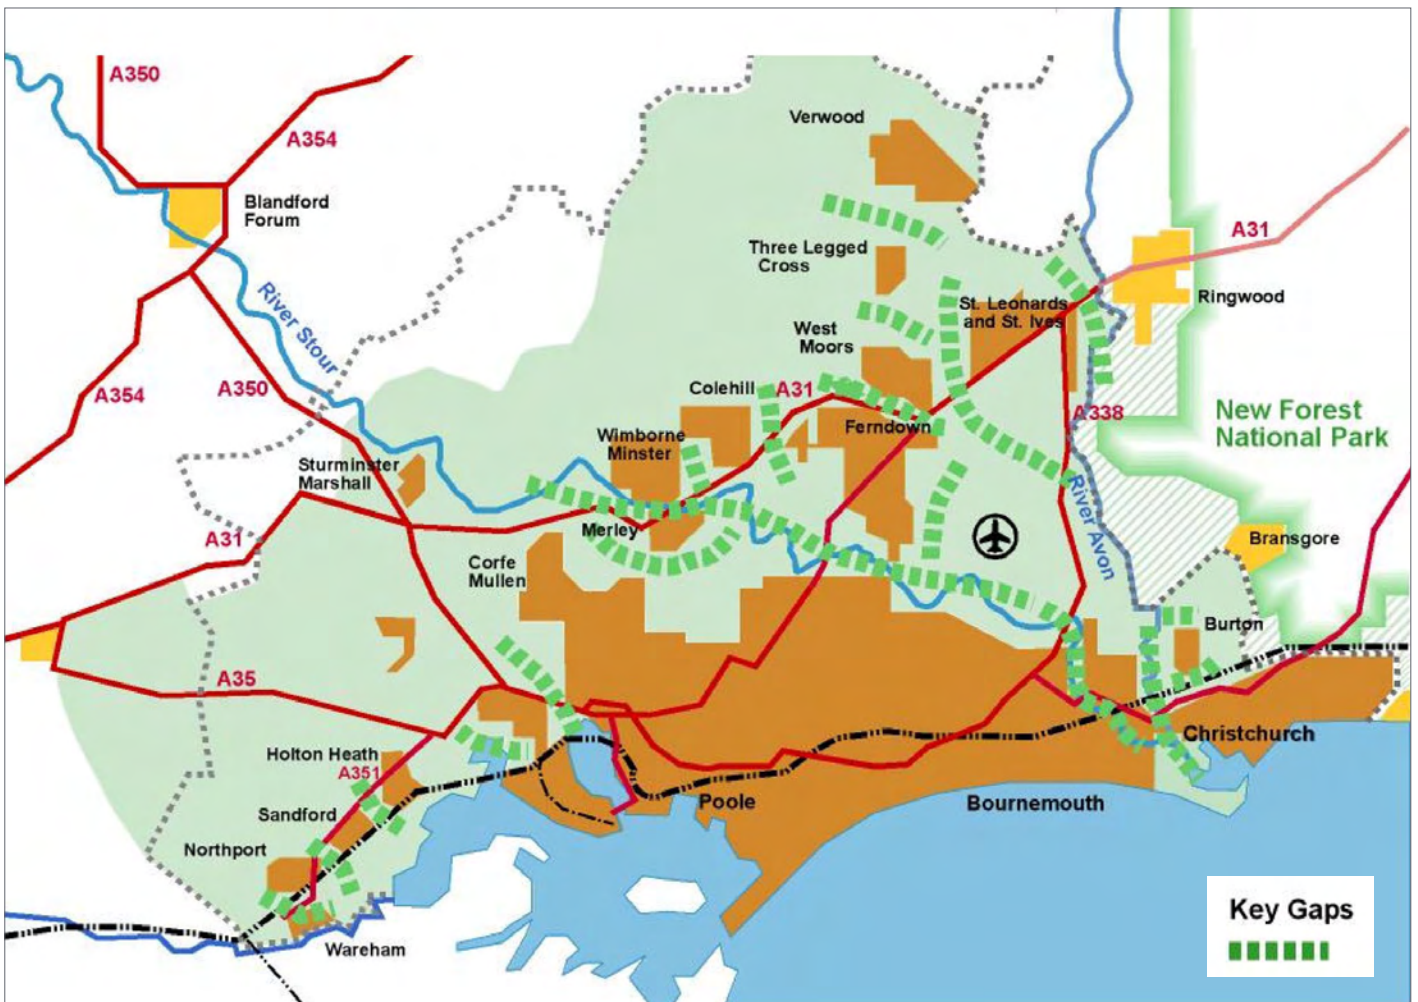 A350
A354
Verwood
Blandford
Forum
A31
Three Legged
Cross
River Stour
Ringwood
St. Leonards
and St. Ives
West
Moors
A354
A350
Colehill
A31
A338
New Forest
National Park
Ferndown
Wimborne
Minster
Sturminster
Marshall
River Avon
Merley
A31
Bransgore
Corfe
Mullen
Burton
A35
Christchurch
Holton Heath
A351
Poole
Bournemouth
Sandford
Northport
Key Gaps
Wareham